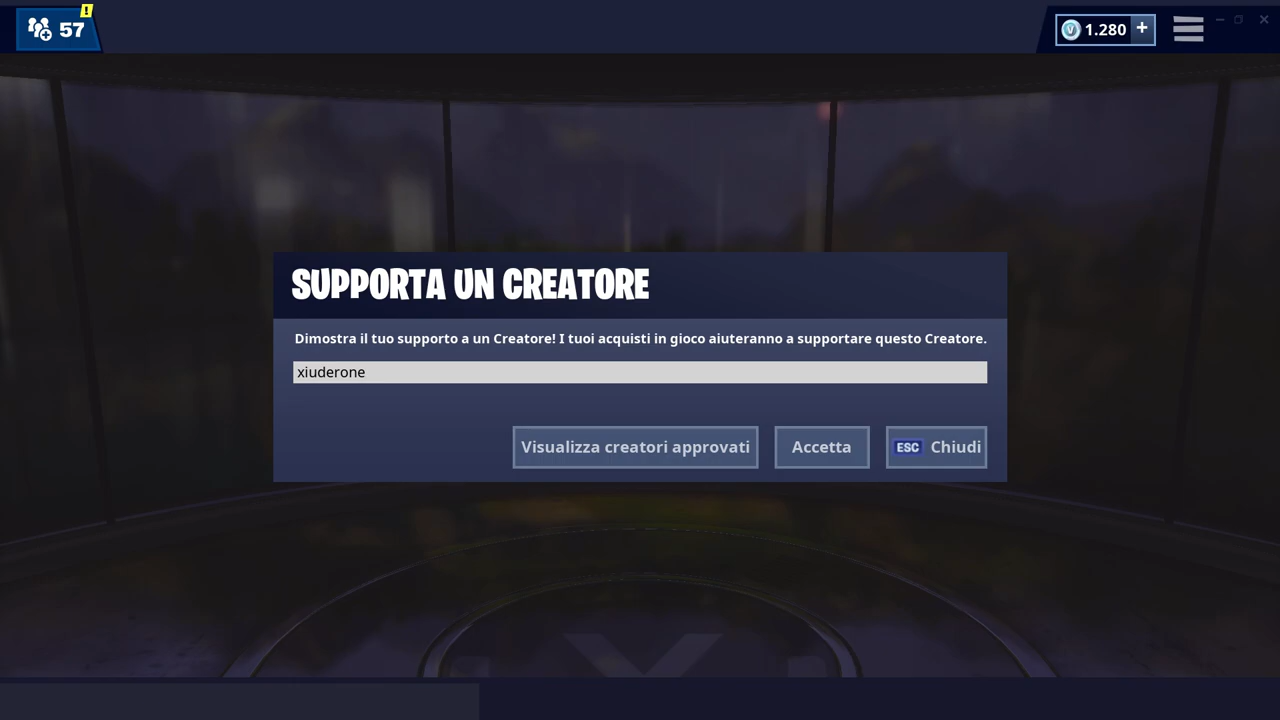 57
!
1.280 +
SUPPORTA UN CREATORE
Dimostra il tuo supporto a un Creatore! I tuoi acquisti in gioco aiuteranno a supportare questo Creatore.
xiuderone
Visualizza creatori approvati Accetta ESC Chiudi